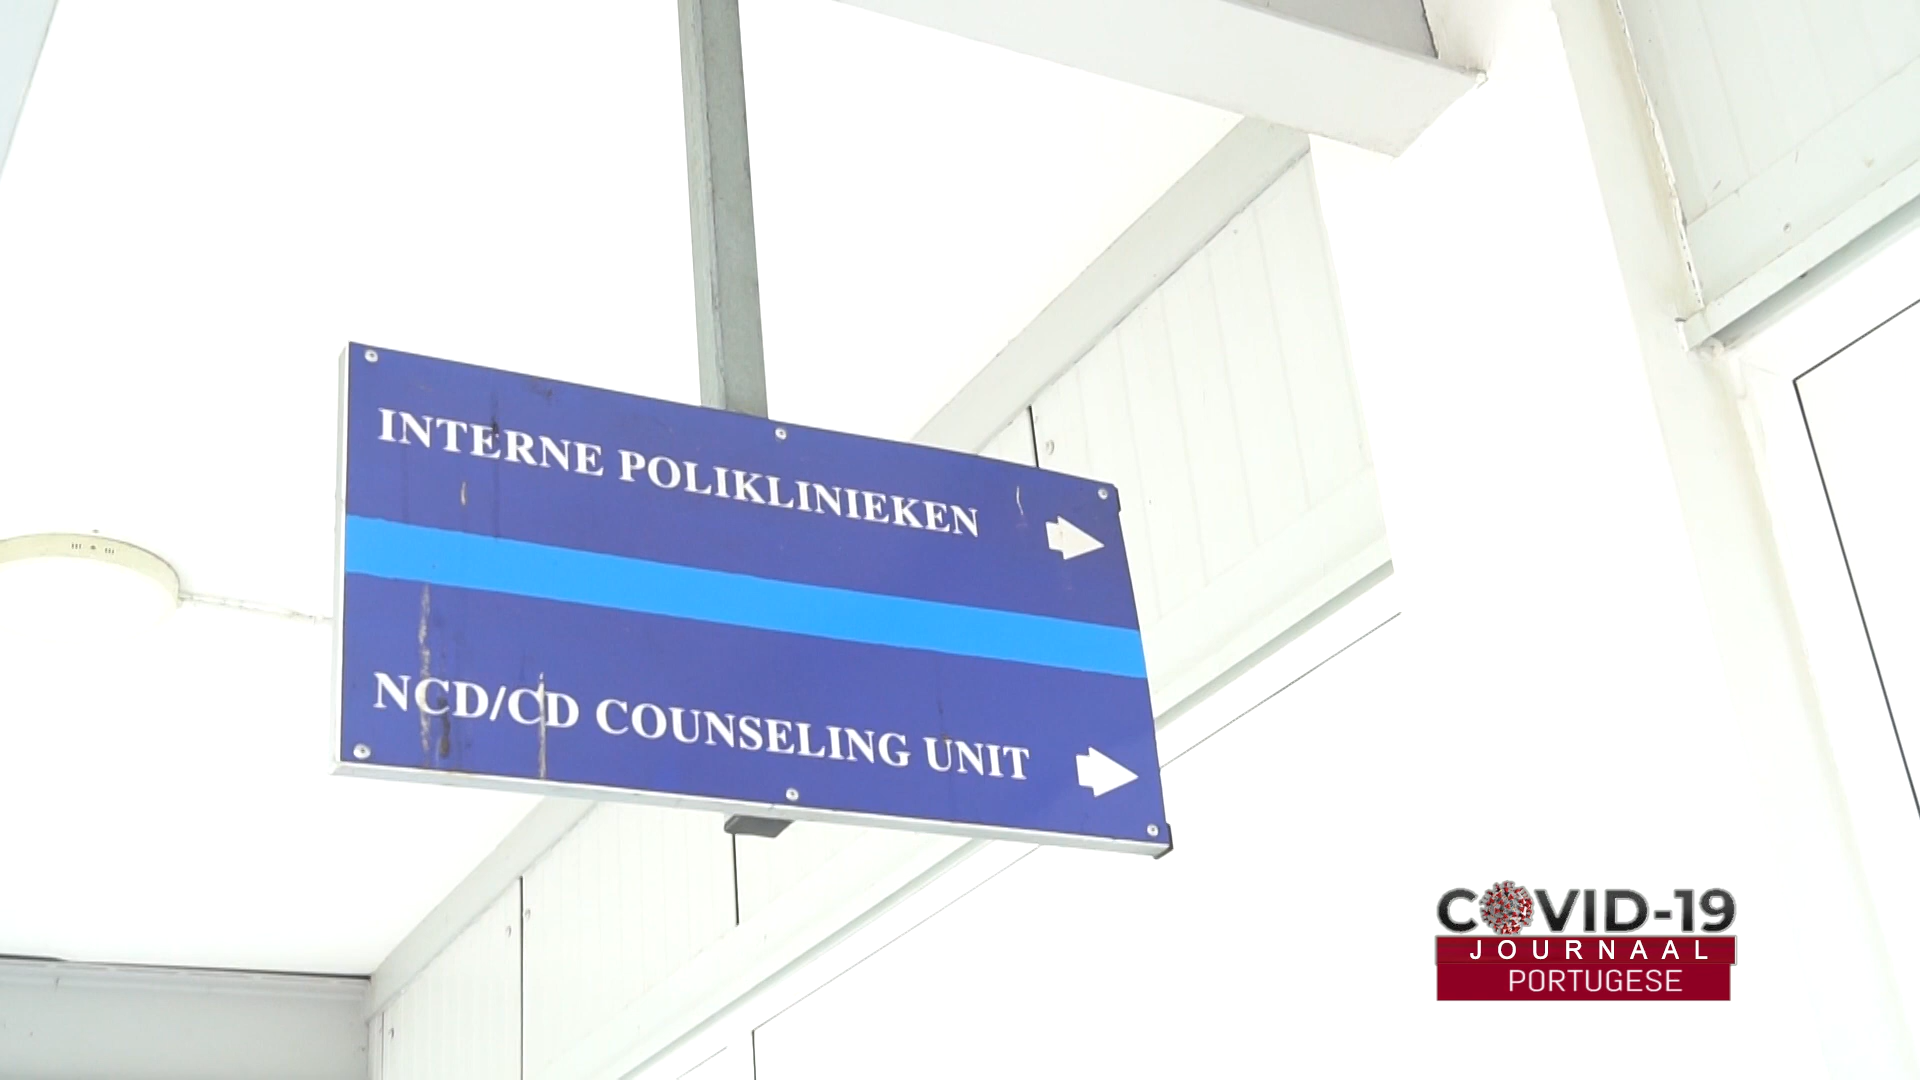 INTERNE POLIKLINIEKEN
NCD/CD COUNSELING UNIT
COVID-19
JOURNAAL
PORTUGESE